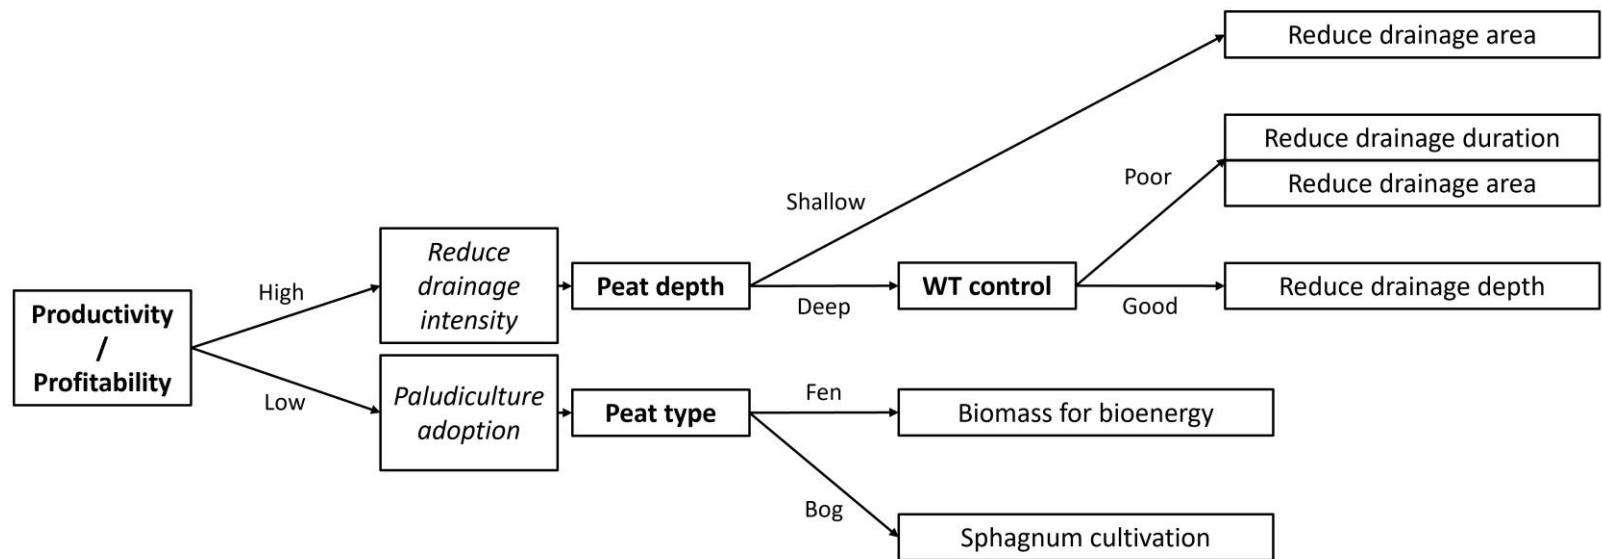 Reduce drainage area
Reduce drainage duration
Reduce drainage area
Poor
Shallow
Reduce
drainage
intensity
High
Peat depth
Deep
WT control
Good
Reduce drainage depth
Productivity
/
Profitability
Low
Paludiculture
adoption
Peat type
Fen
Biomass for bioenergy
Bog
Sphagnum cultivation